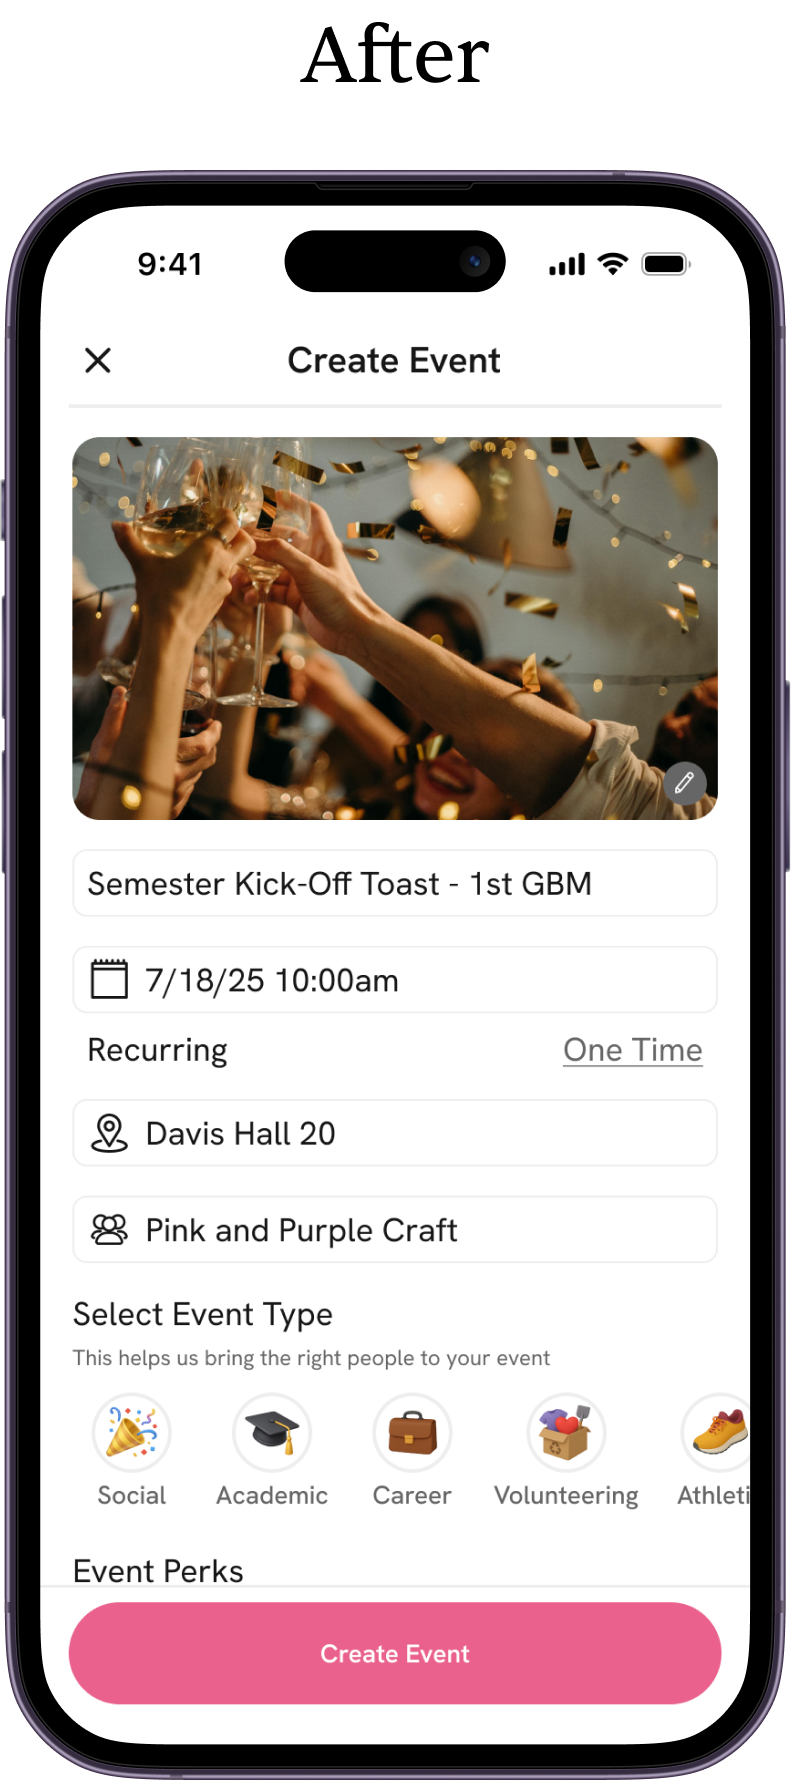 After
9:41
Create Event
Semester Kick-Off Toast - 1st GBM
7/18/25 10:00am
Recurring One Time
Davis Hall 20
Pink and Purple Craft
Select Event Type
This helps us bring the right people to your event
Social Academic Career Volunteering Athleti
Event Perks
Create Event